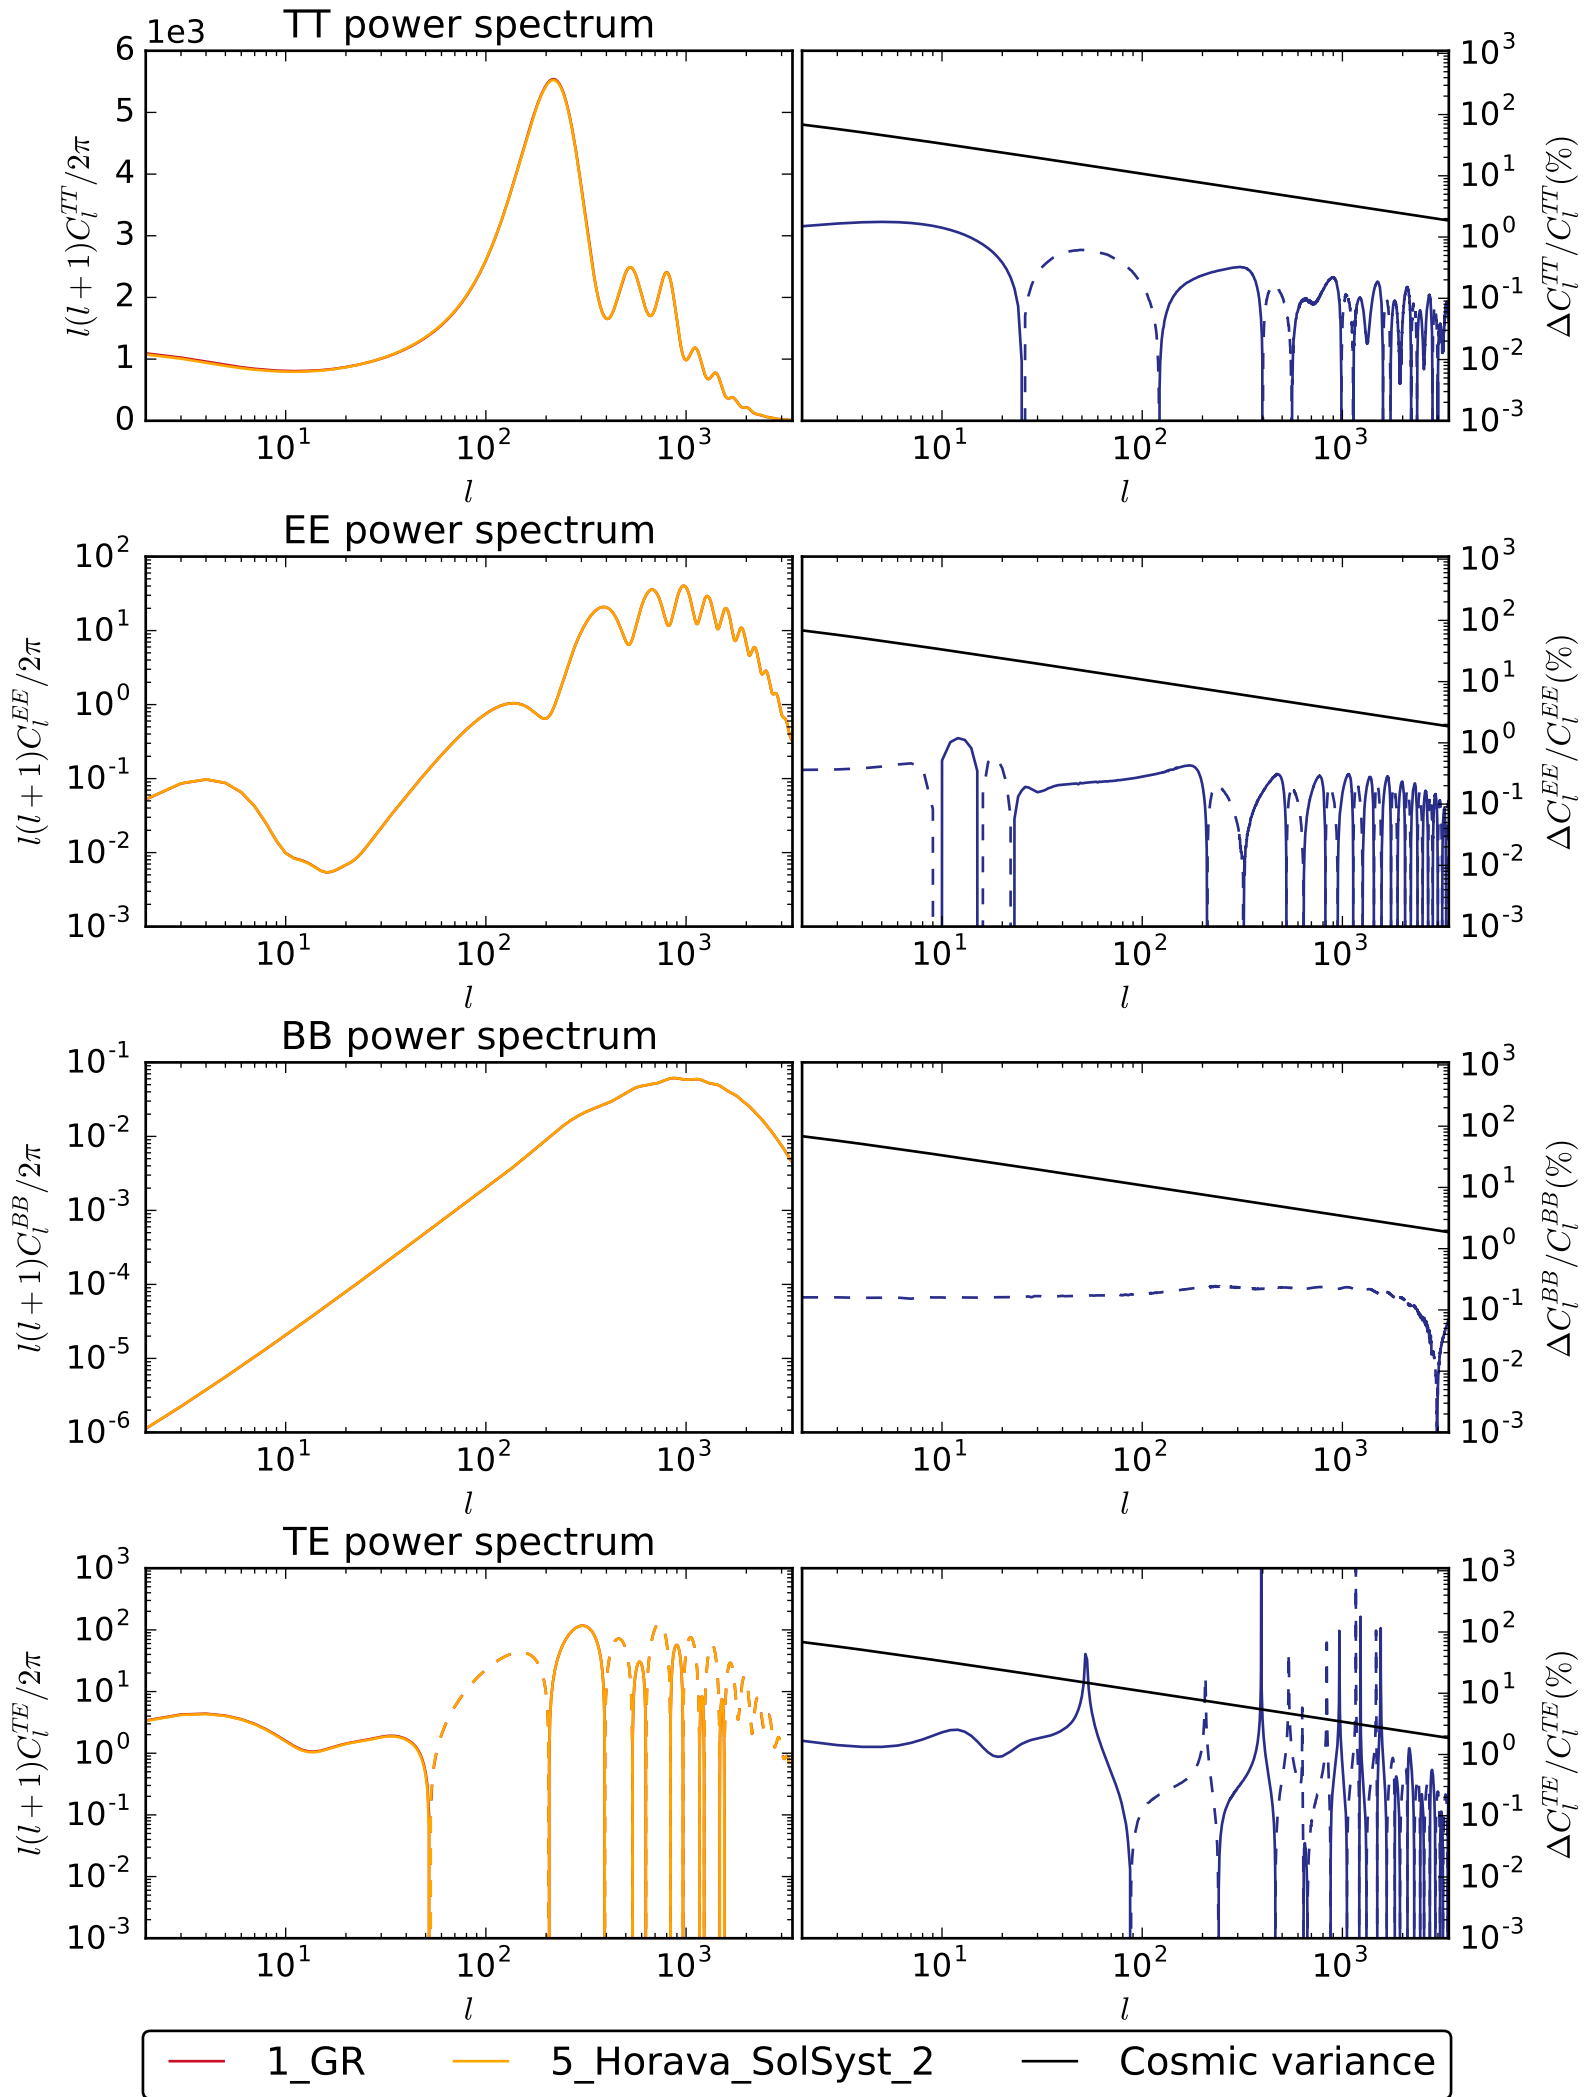 TT power spectrum
1e3
6
5
4
3
2
1
0
l(l + 1)C_l^{TT}/2π
10^1 10^2 10^3
l
10^3
10^2
10^1
10^0
10^-1
10^-2
10^-3
ΔC_l^{TT}/C_l^{TT}(%)
10^1 10^2 10^3
l
EE power spectrum
10^2
10^1
10^0
10^-1
10^-2
10^-3
l(l + 1)C_l^{EE}/2π
10^1 10^2 10^3
l
10^3
10^2
10^1
10^0
10^-1
10^-2
10^-3
ΔC_l^{EE}/C_l^{EE}(%)
10^1 10^2 10^3
l
BB power spectrum
10^-1
10^-2
10^-3
10^-4
10^-5
10^-6
l(l + 1)C_l^{BB}/2π
10^1 10^2 10^3
l
10^3
10^2
10^1
10^0
10^-1
10^-2
10^-3
ΔC_l^{BB}/C_l^{BB}(%)
10^1 10^2 10^3
l
TE power spectrum
10^3
10^2
10^1
10^0
10^-1
10^-2
10^-3
l(l + 1)C_l^{TE}/2π
10^1 10^2 10^3
l
10^3
10^2
10^1
10^0
10^-1
10^-2
10^-3
ΔC_l^{TE}/C_l^{TE}(%)
10^1 10^2 10^3
l
1_GR 5_Horava_SolSyst_2 Cosmic variance